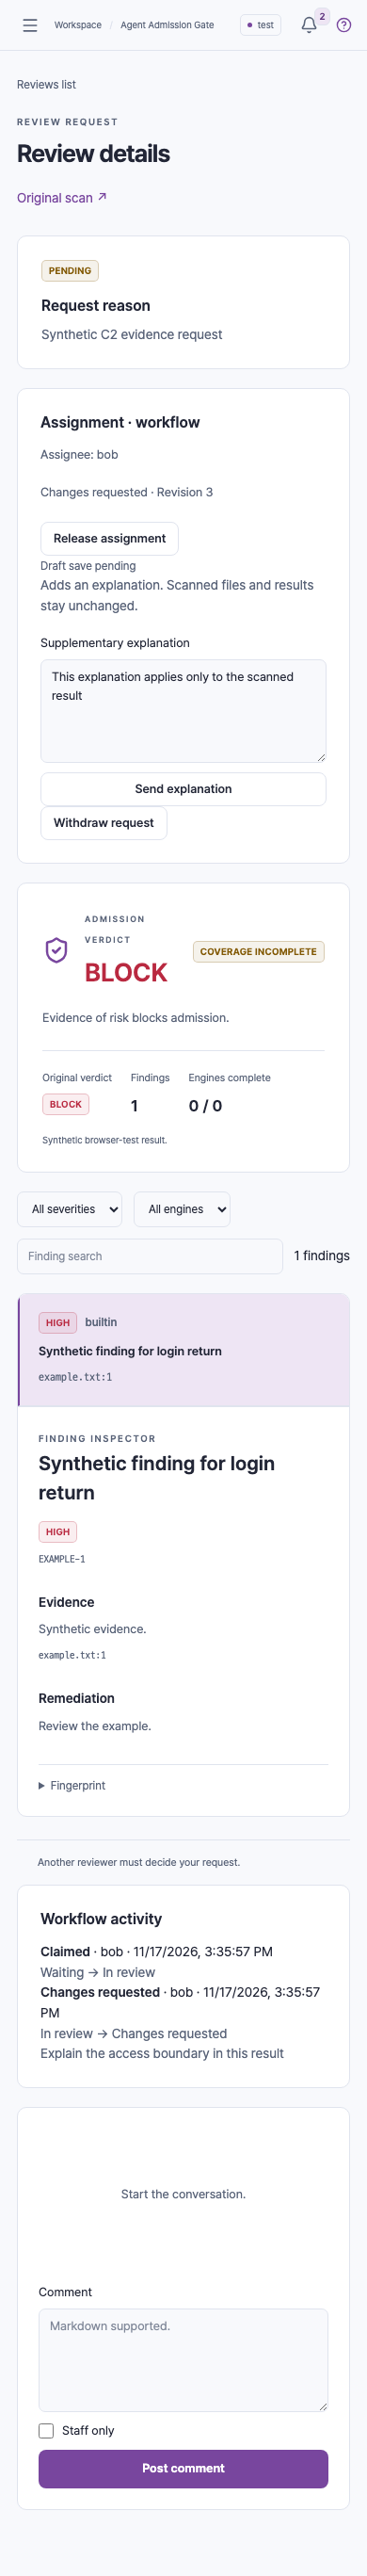 Workspace / Agent Admission Gate
test
2
Reviews list
REVIEW REQUEST
Review details
Original scan ↗
PENDING
Request reason
Synthetic C2 evidence request
Assignment · workflow
Assignee: bob
Changes requested · Revision 3
Release assignment
Draft save pending
Adds an explanation. Scanned files and results
stay unchanged.
Supplementary explanation
This explanation applies only to the scanned
result
Send explanation
Withdraw request
ADMISSION
VERDICT
BLOCK
COVERAGE INCOMPLETE
Evidence of risk blocks admission.
Original verdict
Findings
Engines complete
BLOCK
1
0 / 0
Synthetic browser-test result.
All severities
All engines
Finding search
1 findings
HIGH builtin
Synthetic finding for login return
example.txt:1
FINDING INSPECTOR
Synthetic finding for login
return
HIGH
EXAMPLE-1
Evidence
Synthetic evidence.
example.txt:1
Remediation
Review the example.
Fingerprint
Another reviewer must decide your request.
Workflow activity
Claimed · bob · 11/17/2026, 3:35:57 PM
Waiting → In review
Changes requested · bob · 11/17/2026, 3:35:57
PM
In review → Changes requested
Explain the access boundary in this result
Start the conversation.
Comment
Markdown supported.
Staff only
Post comment